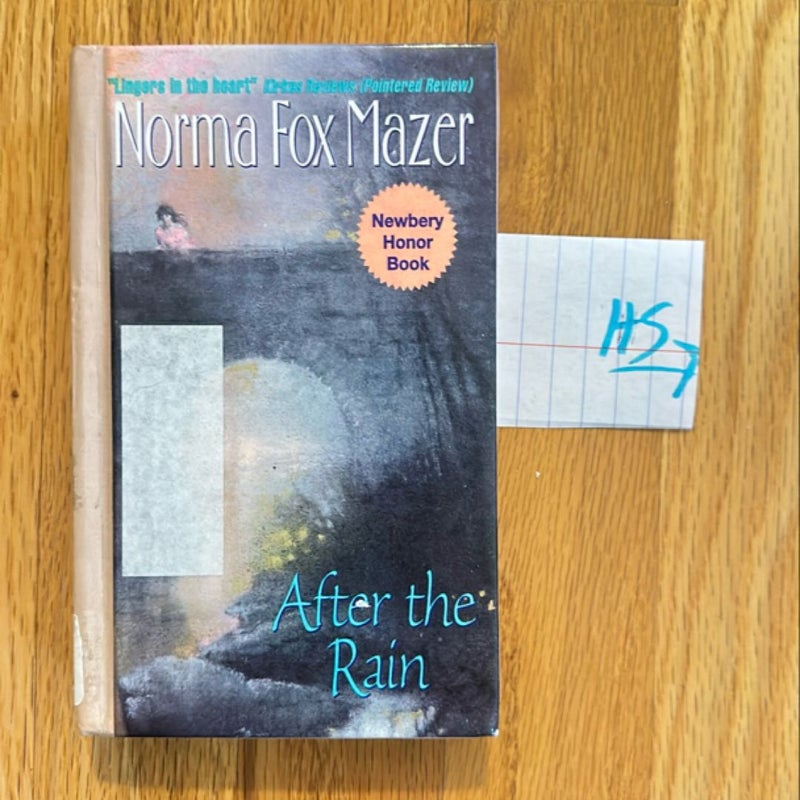 "Lingers in the heart" Kirkus Reviews (Pointered Review)
Norma Fox Mazer
Newbery
Honor
Book
HS
After the
Rain